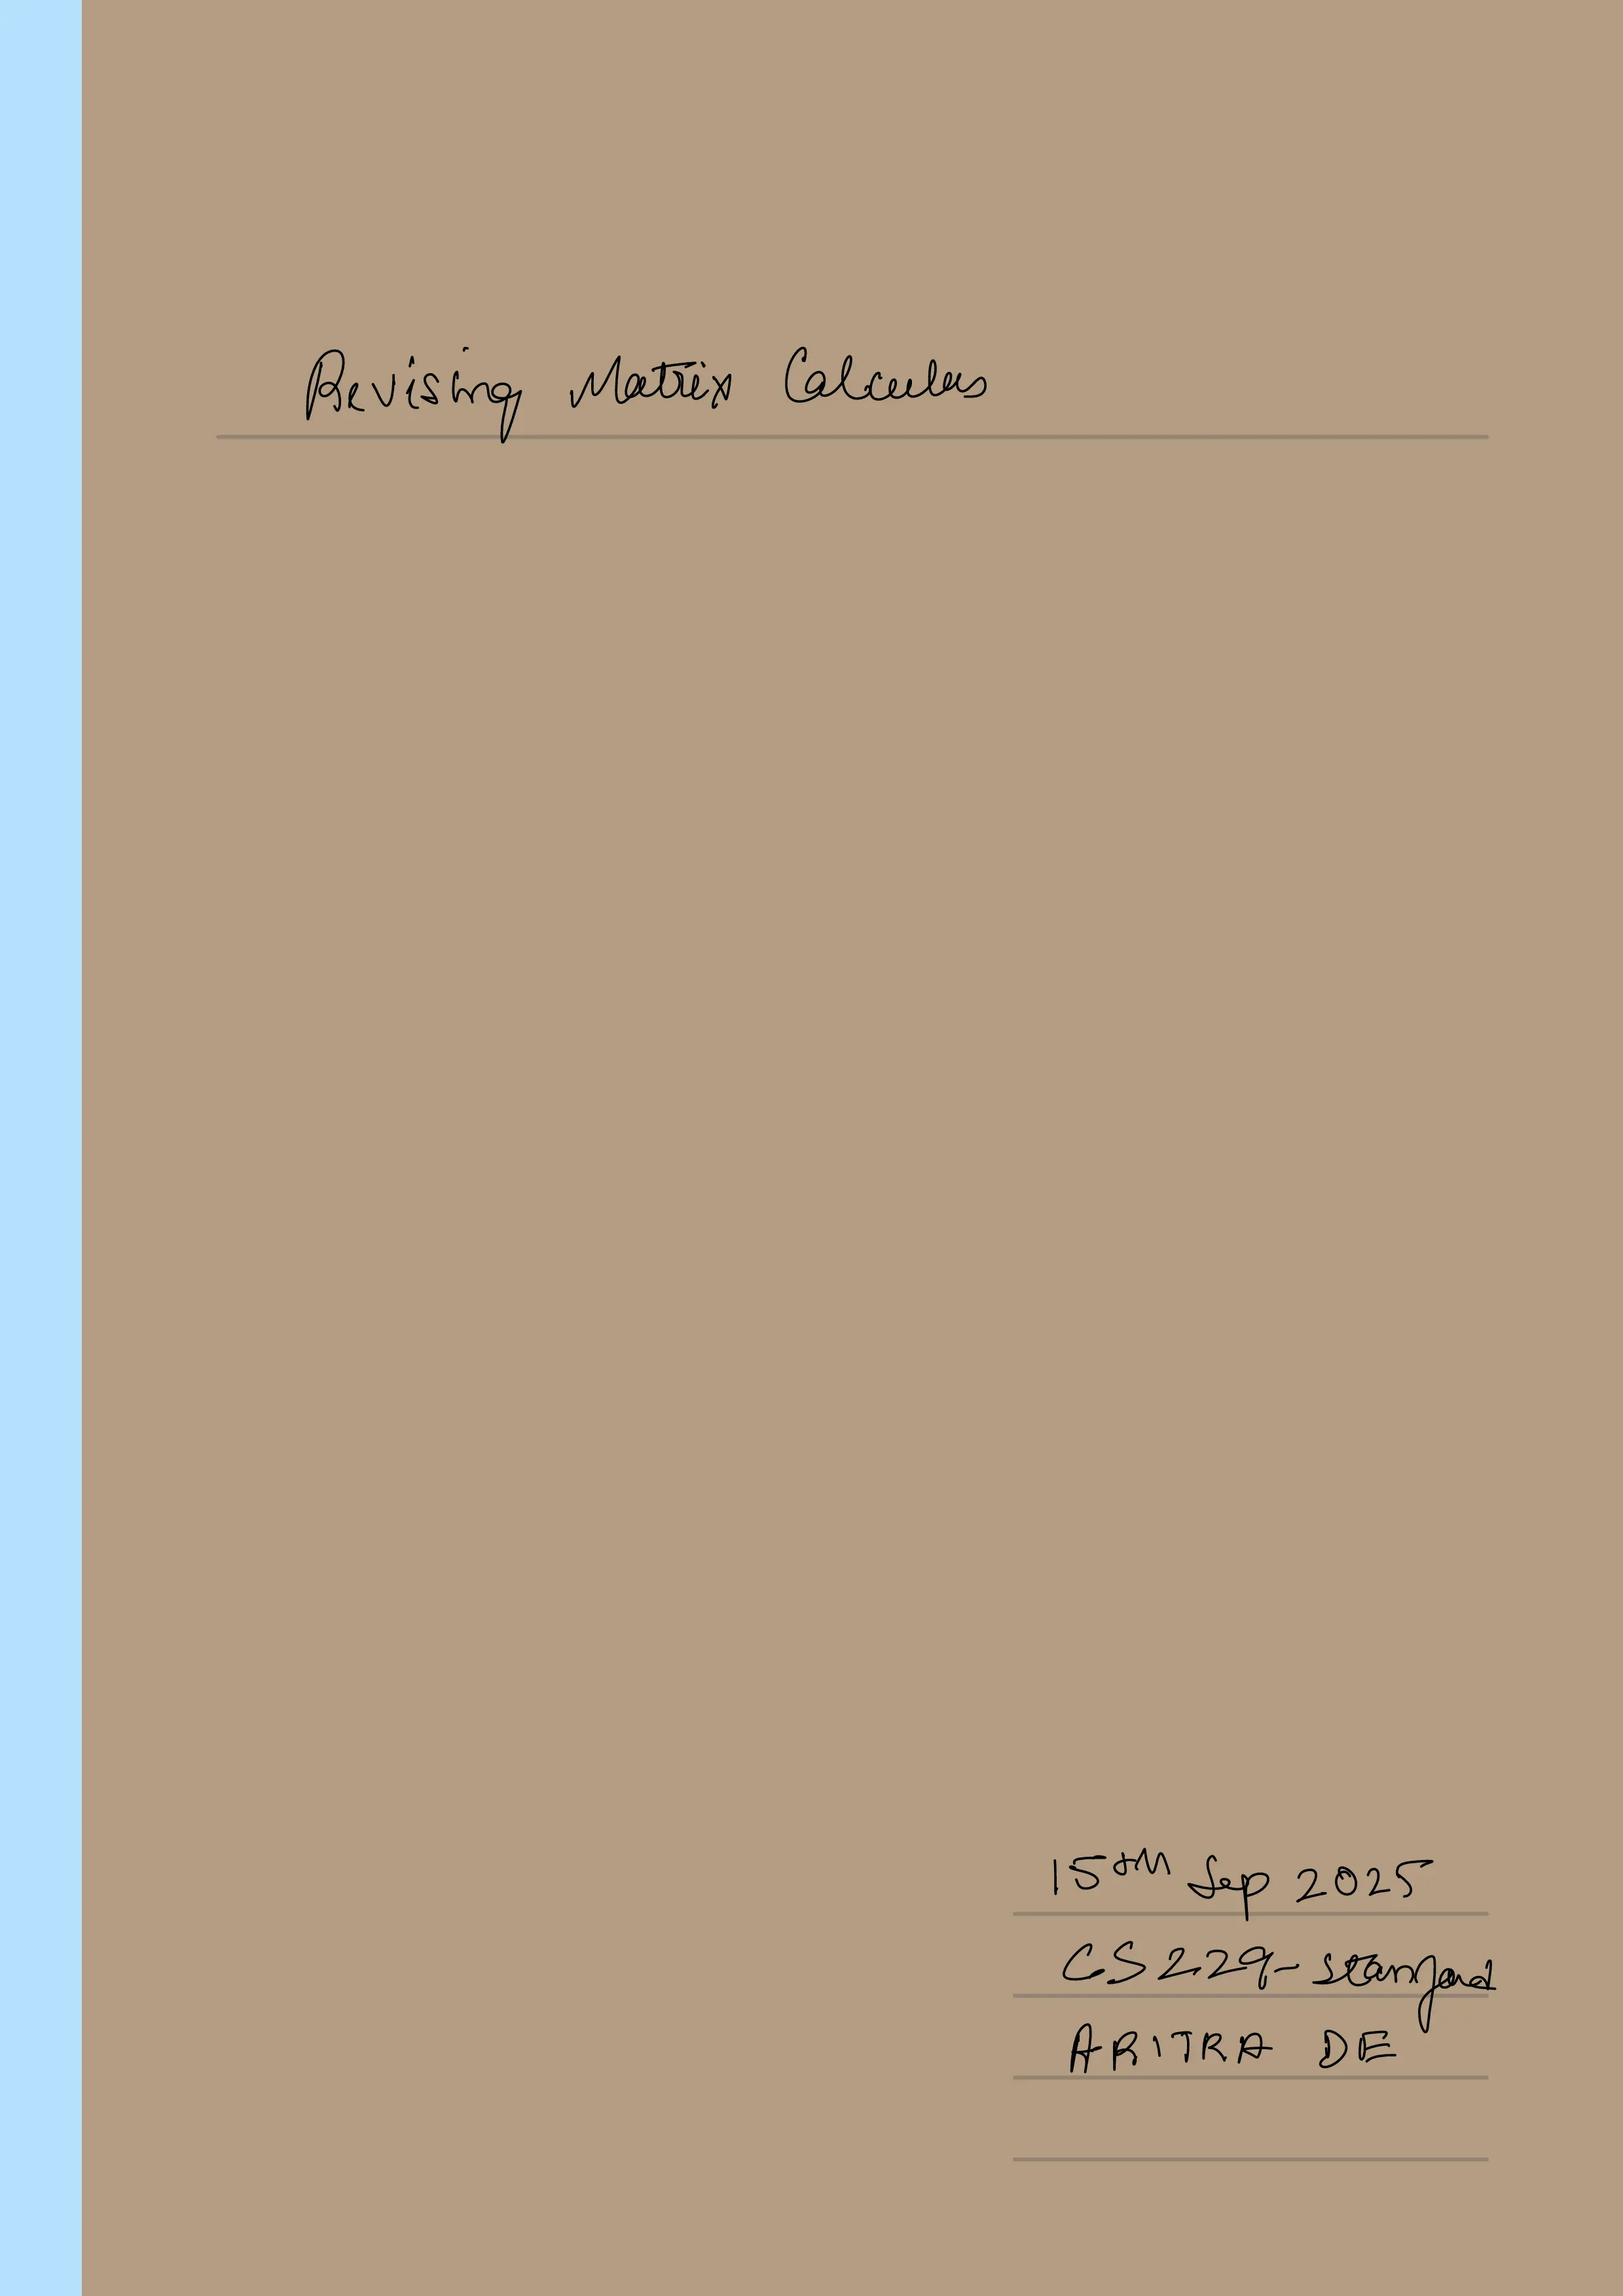 Revising Matrix Calculus
15th Sep 2025
CS229- Stanford
ARITRA DE